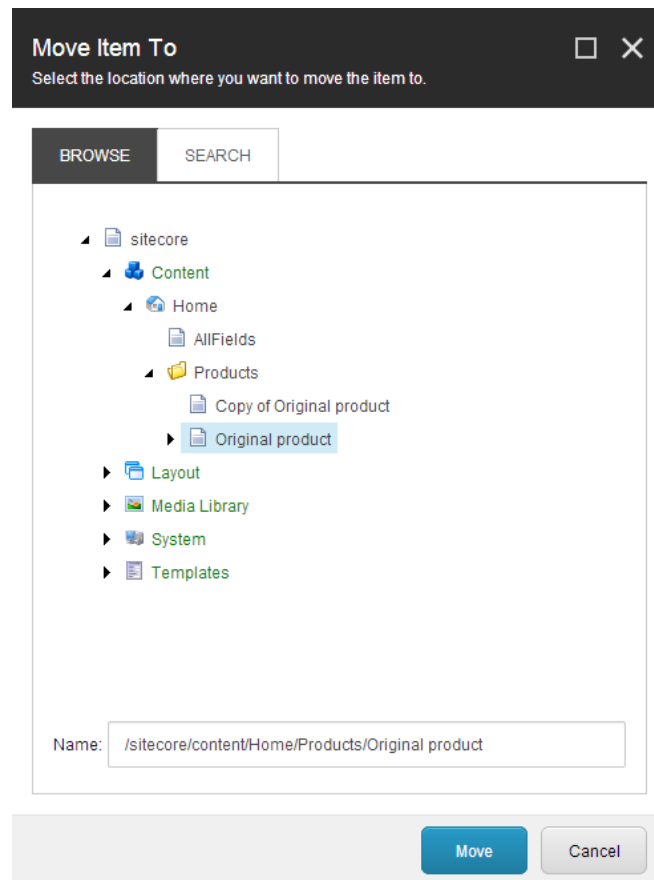 Move Item To
Select the location where you want to move the item to.
BROWSE SEARCH
sitecore
Content
Home
AllFields
Products
Copy of Original product
Original product
Layout
Media Library
System
Templates
Name: /sitecore/content/Home/Products/Original product
Move Cancel